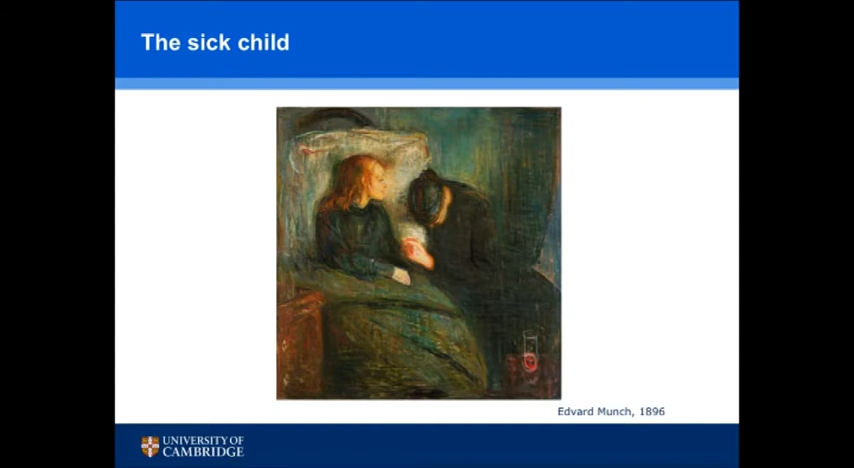 The sick child
Edvard Munch, 1896
UNIVERSITY OF
CAMBRIDGE